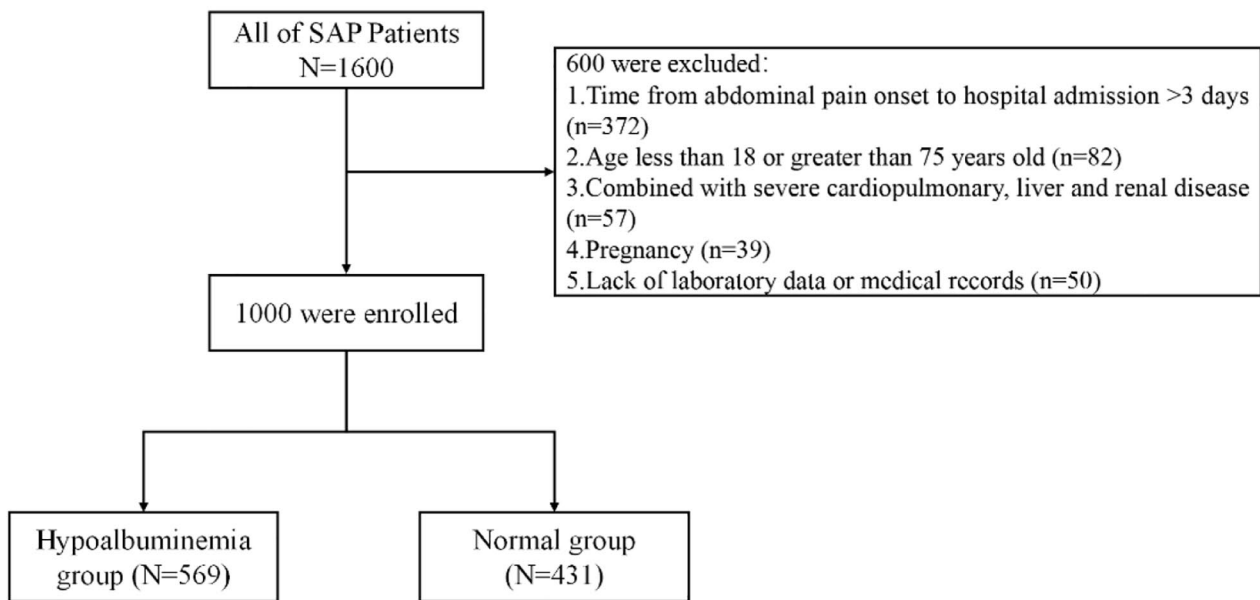 All of SAP Patients
N=1600
600 were excluded:
1.Time from abdominal pain onset to hospital admission >3 days
(n=372)
2.Age less than 18 or greater than 75 years old (n=82)
3.Combined with severe cardiopulmonary, liver and renal disease
(n=57)
4.Pregnancy (n=39)
5.Lack of laboratory data or medical records (n=50)
1000 were enrolled
Hypoalbuminemia
group (N=569)
Normal group
(N=431)